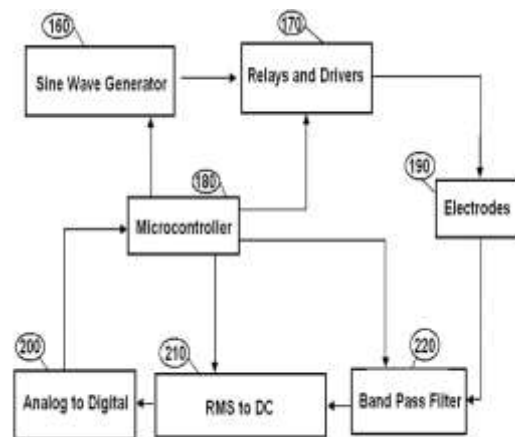 160
170
Sine Wave Generator
Relays and Drivers
180
190
Microcontroller
Electrodes
200
210
220
Analog to Digital
RMS to DC
Band Pass Filter